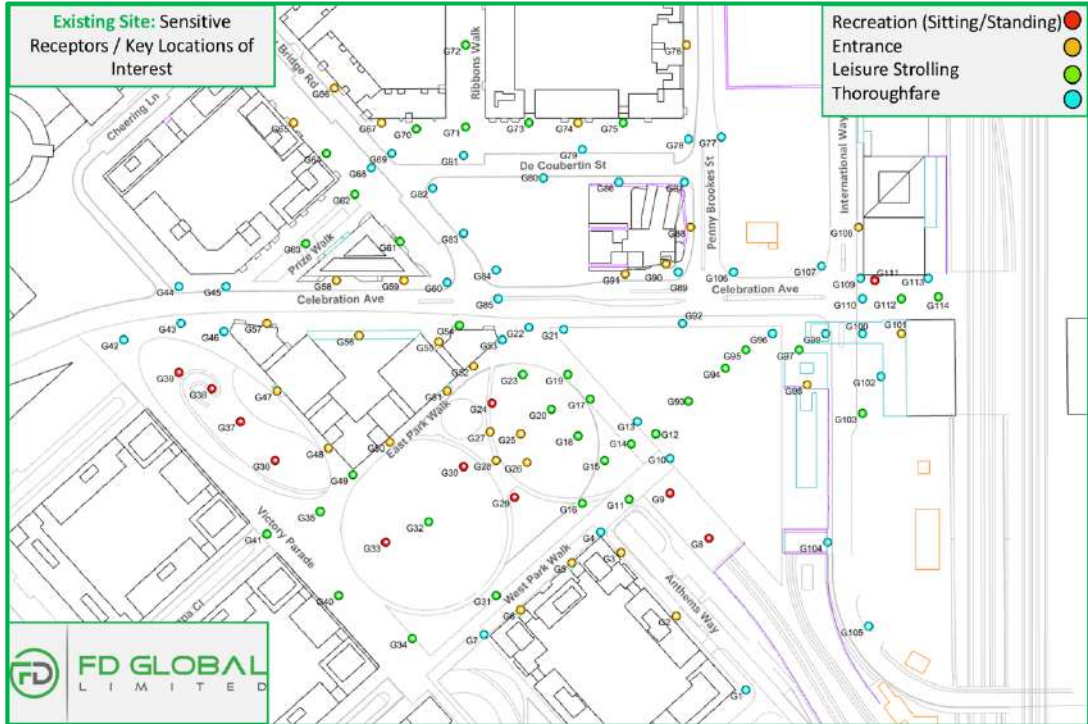 Existing Site: Sensitive
Receptors / Key Locations of
Interest
Recreation (Sitting/Standing)
Entrance
Leisure Strolling
Thoroughfare
Bridge Rd
Ribbons Walk
Cheering Ln
International Way
Penny Brookes St
De Coubertin St
Prize Walk
Celebration Ave
Celebration Ave
East Park Walk
Victory Parade
West Park Walk
Anthems Way
G72
G76
G66
G65
G67
G70
G71
G73
G74
G75
G77
G78
G79
G64
G69
G68
G81
G80
G86
G87
G62
G82
G83
G88
G108
G63
G61
G84
G91
G90
G89
G106
G107
G109
G111
G113
G44
G45
G58
G59
G60
G85
G110
G112
G114
G43
G46
G57
G54
G22
G21
G92
G96
G99
G100
G101
G42
G56
G55
G53
G52
G95
G97
G94
G39
G38
G47
G51
G23
G19
G98
G102
G24
G20
G17
G103
G37
G27
G25
G18
G13
G12
G14
G36
G48
G50
G49
G30
G28
G26
G15
G10
G35
G32
G29
G16
G11
G9
G41
G33
G4
G3
G8
G104
G5
G40
G31
G6
G2
G34
G7
G105
G1
FD
FD GLOBAL
LIMITED